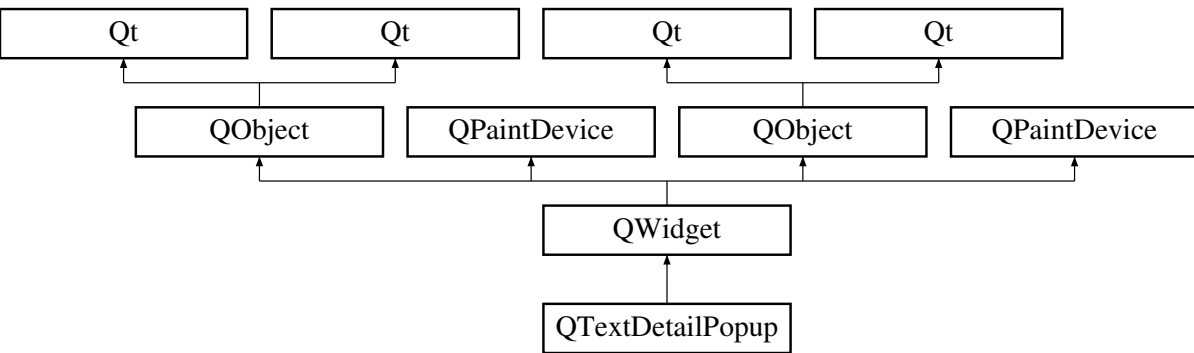 Qt Qt Qt Qt
QObject QPaintDevice QObject QPaintDevice
QWidget
QTextDetailPopup